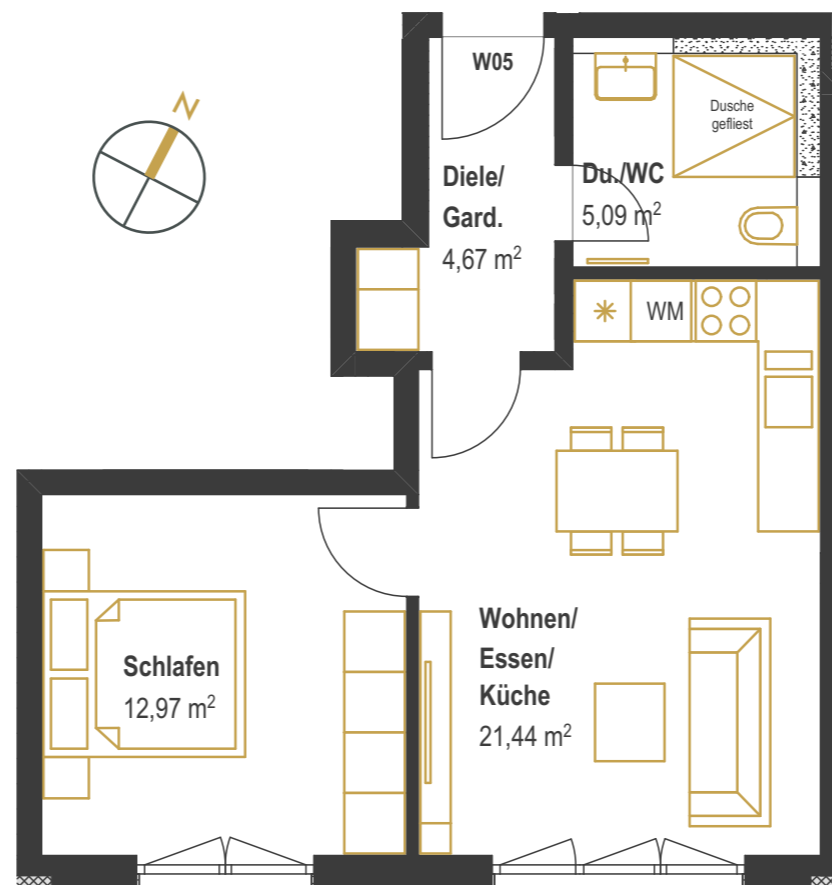 N
W05
Dusche
gefliest
Diele/
Gard.
4,67 m²
Du./WC
5,09 m²
WM
Wohnen/
Essen/
Küche
21,44 m²
Schlafen
12,97 m²